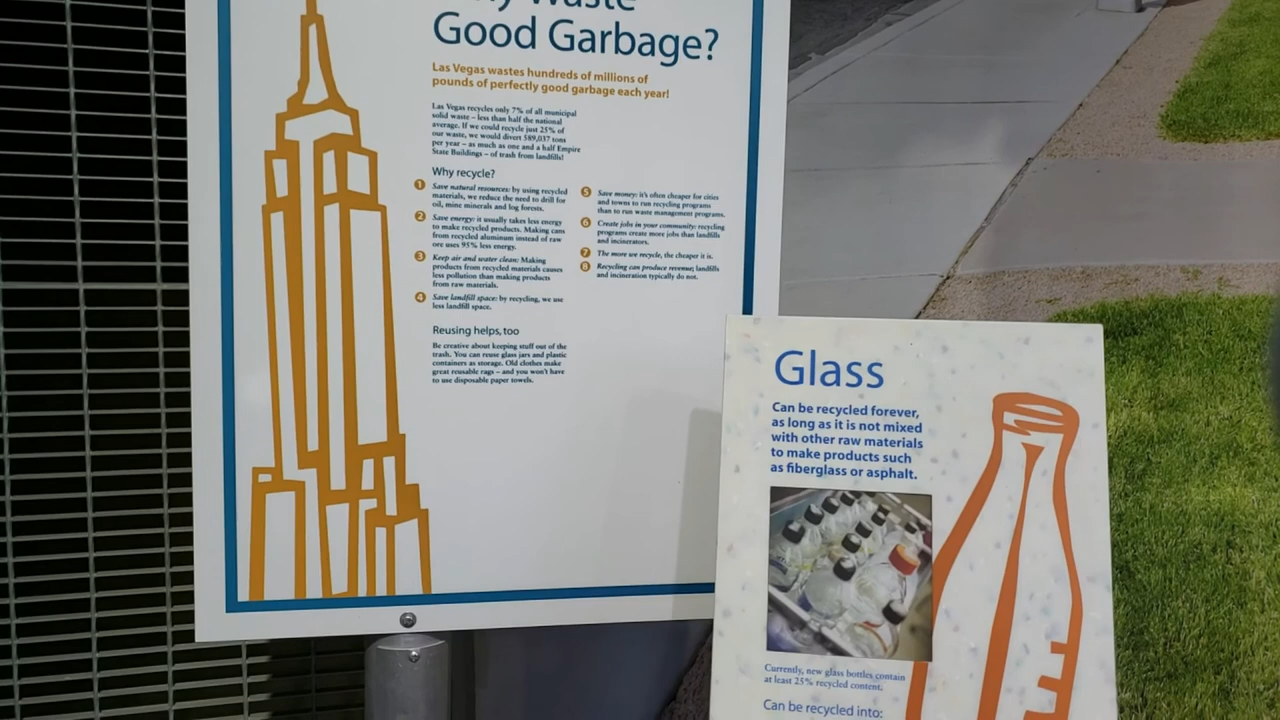 Waste
Good Garbage?
Las Vegas wastes hundreds of millions of
pounds of perfectly good garbage each year!
Las Vegas recycles only 7% of all municipal
solid waste – less than half the national
average. If we could recycle just 25% of
our waste, we would divert 589,037 tons
per year – as much as one and a half Empire
State Buildings – of trash from landfills!
Why recycle?
1 Save natural resources: by using recycled
materials, we reduce the need to drill for
oil, mine minerals and log forests.
2 Save energy: it usually takes less energy
to make recycled products. Making cans
from recycled aluminum instead of raw
ore uses 95% less energy.
3 Keep air and water clean: Making
products from recycled materials causes
less pollution than making products
from raw materials.
4 Save landfill space: by recycling, we use
less landfill space.
5 Save money: it's often cheaper for cities
and towns to run recycling programs
than to run waste management programs.
6 Create jobs in your community: recycling
programs create more jobs than landfills
and incinerators.
7 The more we recycle, the cheaper it is.
8 Recycling can produce revenue; landfills
and incineration typically do not.
Reusing helps, too
Be creative about keeping stuff out of the
trash. You can reuse glass jars and plastic
containers as storage. Old clothes make
great reusable rags – and you won't have
to use disposable paper towels.
Glass
Can be recycled forever,
as long as it is not mixed
with other raw materials
to make products such
as fiberglass or asphalt.
Currently, new glass bottles contain
at least 25% recycled content.
Can be recycled into: